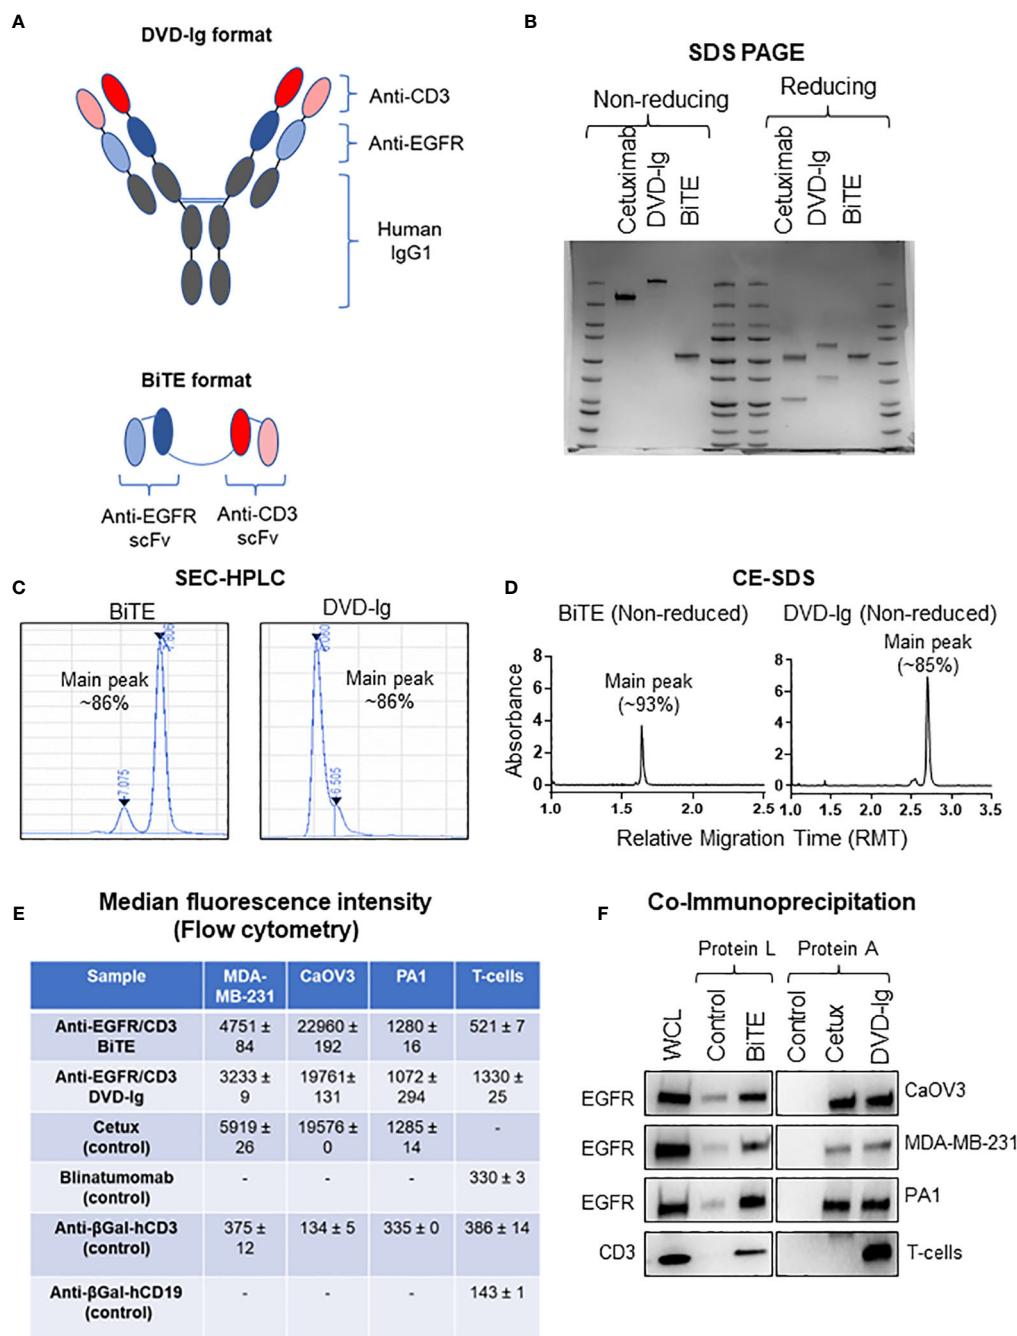 A
DVD-Ig format
Anti-CD3
Anti-EGFR
Human
IgG1
BiTE format
Anti-EGFR
scFv
Anti-CD3
scFv
B
SDS PAGE
Non-reducing
Reducing
Cetuximab
DVD-Ig
BiTE
Cetuximab
DVD-Ig
BiTE
C
SEC-HPLC
BiTE
Main peak
~86%
7.075
DVD-Ig
Main peak
~86%
6.505
D
CE-SDS
BiTE (Non-reduced)
Main peak
(~93%)
DVD-Ig (Non-reduced)
Main peak
(~85%)
Absorbance
8
6
4
2
0
1.0
1.5
2.0
2.5
8
6
4
2
0
1.0
1.5
2.0
2.5
3.0
3.5
Relative Migration Time (RMT)
E
Median fluorescence intensity
(Flow cytometry)
Sample
MDA-
MB-231
CaOV3
PA1
T-cells
Anti-EGFR/CD3
BiTE
4751 ±
84
22960 ±
192
1280 ±
16
521 ± 7
Anti-EGFR/CD3
DVD-Ig
3233 ±
9
19761±
131
1072 ±
294
1330 ±
25
Cetux
(control)
5919 ±
26
19576 ±
0
1285 ±
14
-
Blinatumomab
(control)
-
-
-
330 ± 3
Anti-βGal-hCD3
(control)
375 ±
12
134 ± 5
335 ± 0
386 ± 14
Anti-βGal-hCD19
(control)
-
-
-
143 ± 1
F
Co-Immunoprecipitation
Protein L
Protein A
WCL
Control
BiTE
Control
Cetux
DVD-Ig
EGFR
CaOV3
EGFR
MDA-MB-231
EGFR
PA1
CD3
T-cells